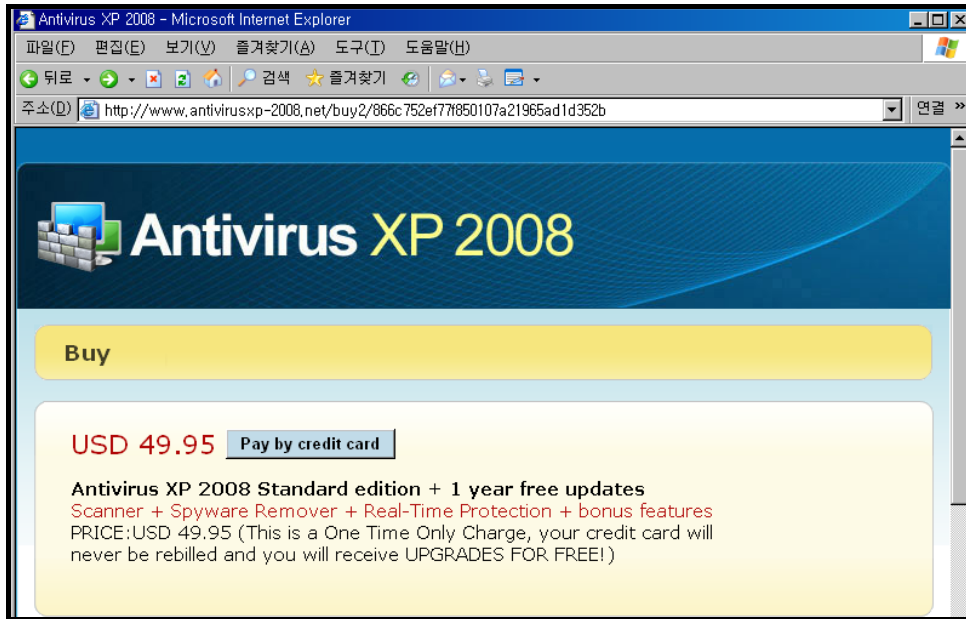 Antivirus XP 2008 - Microsoft Internet Explorer
파일(F) 편집(E) 보기(V) 즐겨찾기(A) 도구(T) 도움말(H)
뒤로 검색 즐겨찾기
주소(D) http://www.antivirusxp-2008.net/buy2/866c752ef77f850107a21965ad1d352b 연결 »
Antivirus XP 2008
Buy
USD 49.95 Pay by credit card
Antivirus XP 2008 Standard edition + 1 year free updates
Scanner + Spyware Remover + Real-Time Protection + bonus features
PRICE:USD 49.95 (This is a One Time Only Charge, your credit card will
never be rebilled and you will receive UPGRADES FOR FREE!)